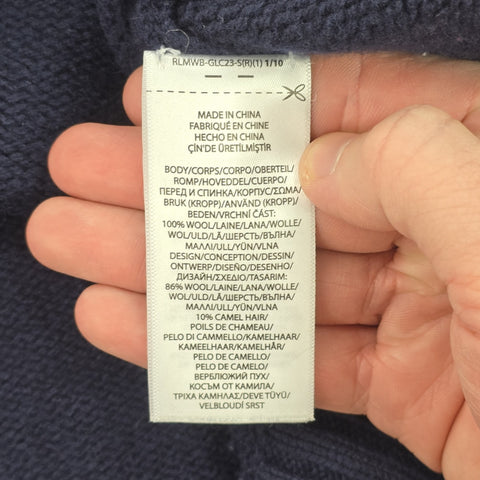 RLMWB-GLC23-S(R)(1) 1/10
MADE IN CHINA
FABRIQUÉ EN CHINE
HECHO EN CHINA
ÇİN'DE ÜRETİLMİŞTİR
BODY/CORPS/CORPO/OBERTEIL/
ROMP/HOVEDDEL/CUERPO/
ПЕРЕД И СПИНКА/КОРПУС/ΣΩΜΑ/
BRUK (KROPP)/ANVÄND (KROPP)/
BEDEN/VRCHNÍ ČÁST:
100% WOOL/LAINE/LANA/WOLLE/
WOL/ULD/LÃ/ШЕРСТЬ/ВЪЛНА/
ΜΑΛΛΙ/ULL/YÜN/VLNA
DESIGN/CONCEPTION/DESSIN/
ONTWERP/DISEÑO/DESENHO/
ДИЗАЙН/ΣΧΕΔΙΟ/TASARIM:
86% WOOL/LAINE/LANA/WOLLE/
WOL/ULD/LÃ/ШЕРСТЬ/ВЪЛНА/
ΜΑΛΛΙ/ULL/YÜN/VLNA
10% CAMEL HAIR/
POILS DE CHAMEAU/
PELO DI CAMMELLO/KAMELHAAR/
KAMEELHAAR/KAMELHÅR/
PELO DE CAMELLO/
PELO DE CAMELO/
ВЕРБЛЮЖИЙ ПУХ/
КОСЪМ ОТ КАМИЛА/
ΤΡΙΧΑ ΚΑΜΗΛΑΣ/DEVE TÜYÜ/
VELBLOUDÍ SRST